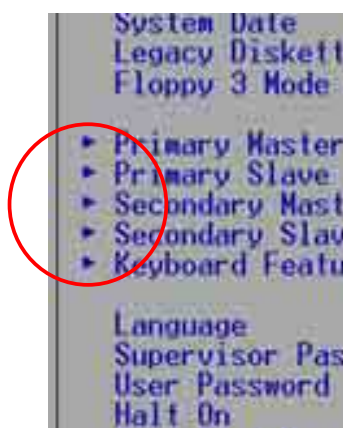 System Date
Legacy Diskett
Floppy 3 Mode
► Primary Master
► Primary Slave
► Secondary Mast
► Secondary Slav
► Keyboard Featu
Language
Supervisor Pas
User Password
Halt On